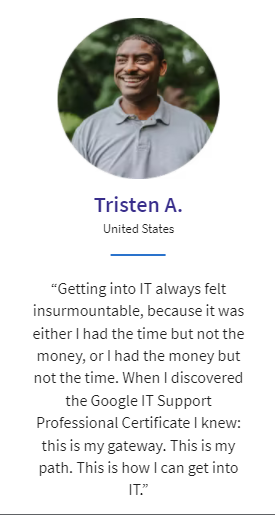 Tristen A.
United States
“Getting into IT always felt
insurmountable, because it was
either I had the time but not the
money, or I had the money but
not the time. When I discovered
the Google IT Support
Professional Certificate I knew:
this is my gateway. This is my
path. This is how I can get into
IT.”